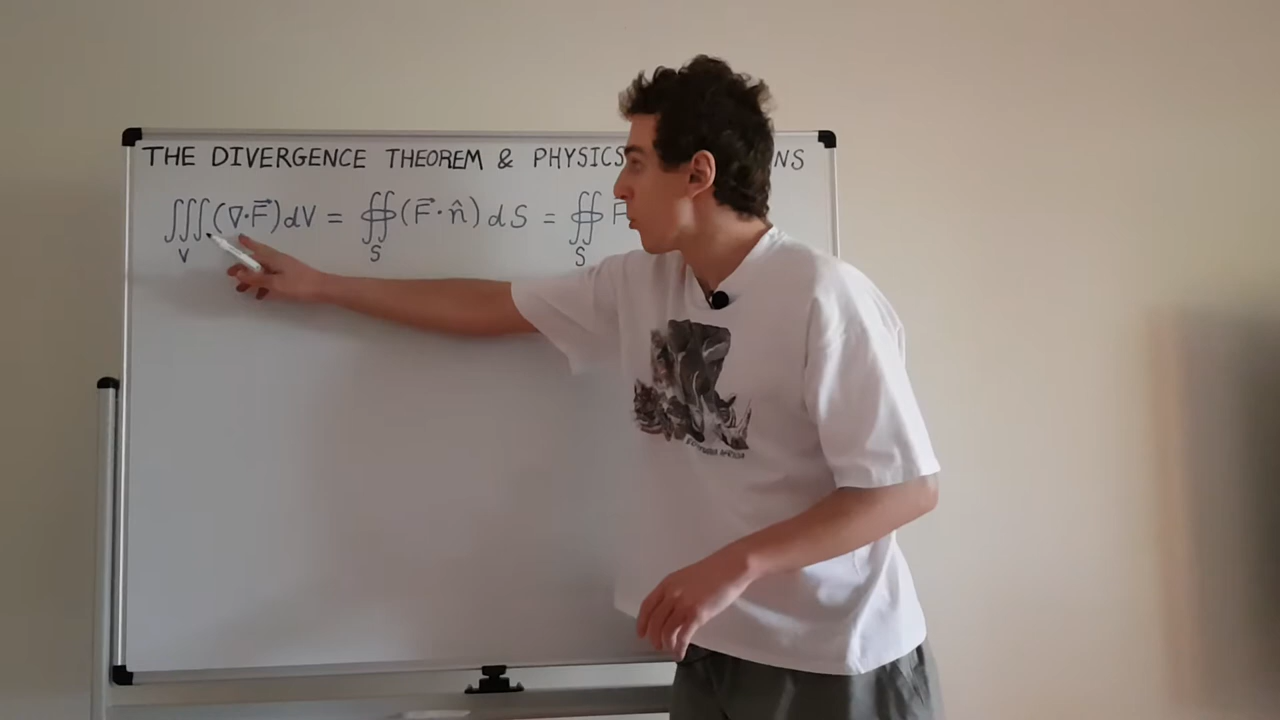 THE DIVERGENCE THEOREM & PHYSICS NS
∭(∇·F⃗)dV = ∯(F⃗·n̂)dS = ∯F
V S S